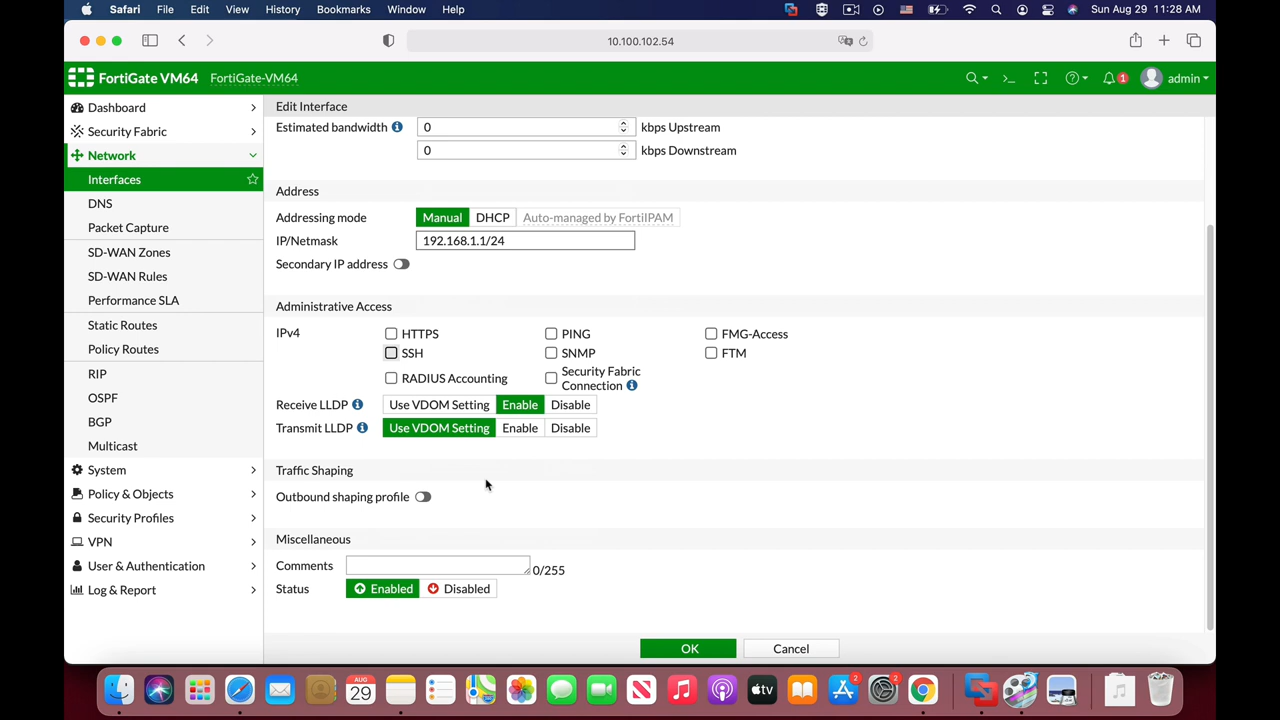 Safari File Edit View History Bookmarks Window Help Sun Aug 29 11:28 AM
10.100.102.54
FortiGate VM64 FortiGate-VM64 >_ 1 admin
Dashboard
Security Fabric
Network
Interfaces
DNS
Packet Capture
SD-WAN Zones
SD-WAN Rules
Performance SLA
Static Routes
Policy Routes
RIP
OSPF
BGP
Multicast
System
Policy & Objects
Security Profiles
VPN
User & Authentication
Log & Report
Edit Interface
Estimated bandwidth 0 kbps Upstream
0 kbps Downstream
Address
Addressing mode Manual DHCP Auto-managed by FortiIPAM
IP/Netmask 192.168.1.1/24
Secondary IP address
Administrative Access
IPv4 HTTPS PING FMG-Access
SSH SNMP FTM
RADIUS Accounting Security Fabric
Connection
Receive LLDP Use VDOM Setting Enable Disable
Transmit LLDP Use VDOM Setting Enable Disable
Traffic Shaping
Outbound shaping profile
Miscellaneous
Comments 0/255
Status Enabled Disabled
OK Cancel
AUG
29 tv 2 2